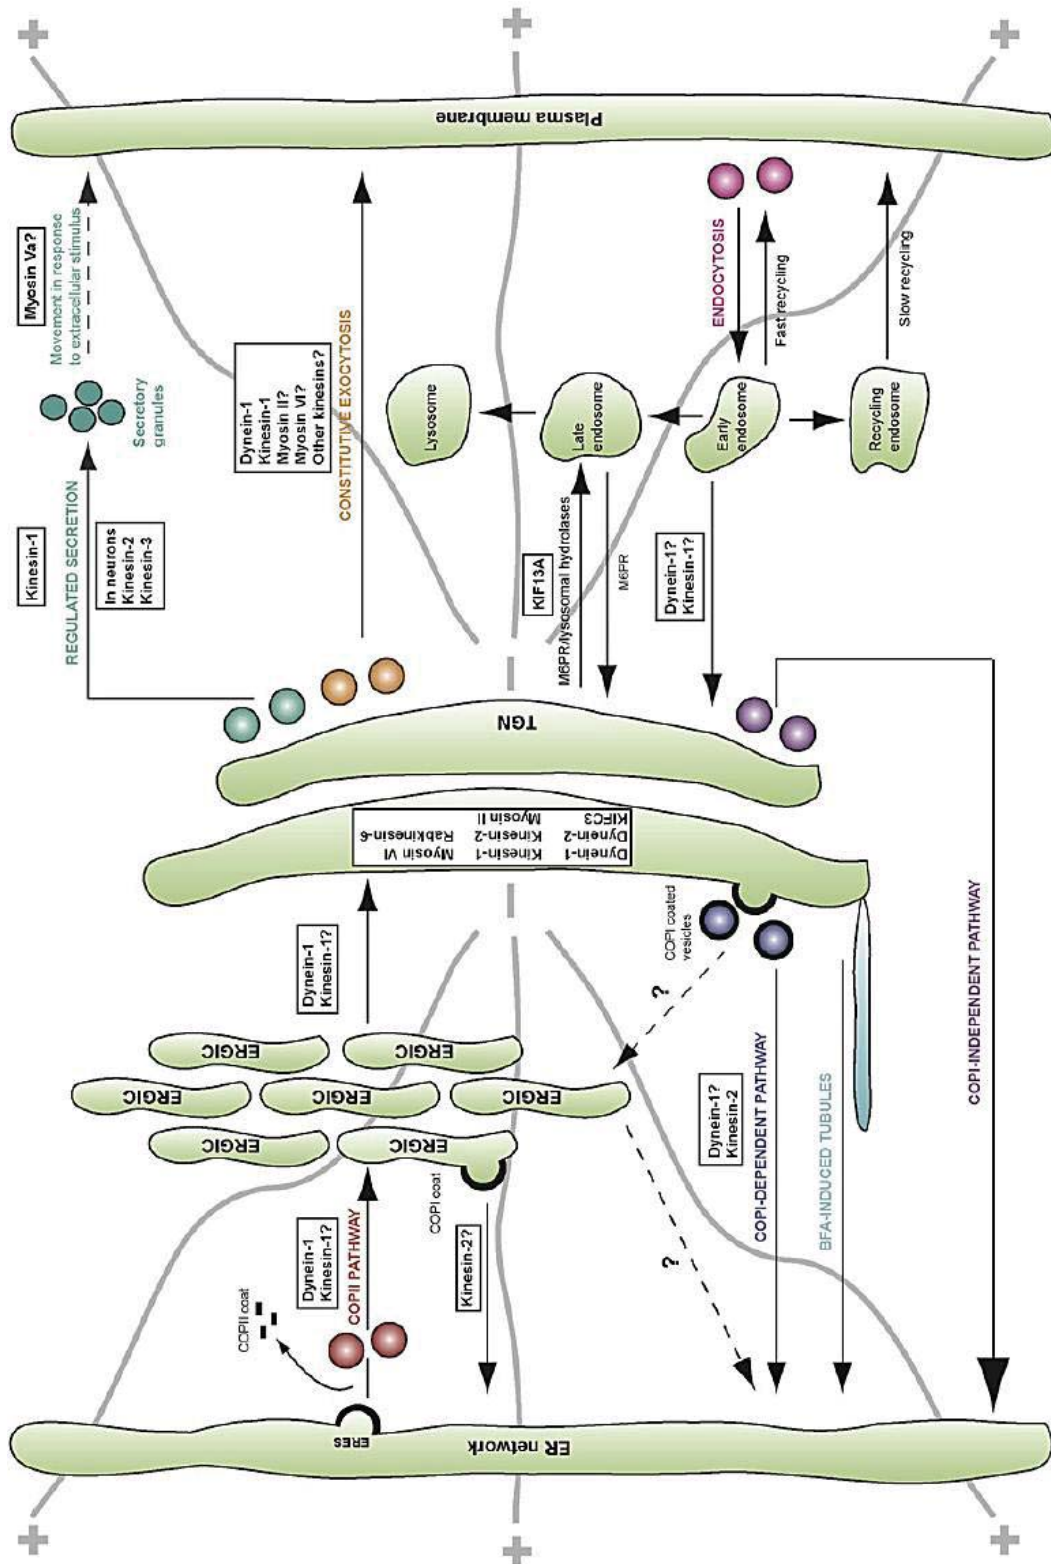 Plasma membrane
Myosin Va?
Movement in response
to extracellular stimulus
Secretory
granules
Kinesin-1
REGULATED SECRETION
In neurons
Kinesin-2
Kinesin-3
Dynein-1
Kinesin-1
Myosin II?
Myosin VI?
Other kinesins?
CONSTITUTIVE EXOCYTOSIS
Lysosome
Late
endosome
Early
endosome
Recycling
endosome
ENDOCYTOSIS
Fast recycling
Slow recycling
KIF13A
M6PR/lysosomal hydrolases
M6PR
Dynein-1?
Kinesin-1?
TGN
Dynein-1 Kinesin-1 Myosin VI
Dynein-2 Kinesin-2 Rabkinesin-6
KIFC3 Myosin II
Dynein-1
Kinesin-1?
ERGIC
ERGIC
ERGIC
ERGIC
ERGIC
ERGIC
ERGIC
COPI coated
vesicles
?
?
COPI coat
Kinesin-2?
Dynein-1
Kinesin-1?
COPII PATHWAY
COPII coat
ERES
ER network
Dynein-1?
Kinesin-2
COPI-DEPENDENT PATHWAY
BFA-INDUCED TUBULES
COPI-INDEPENDENT PATHWAY